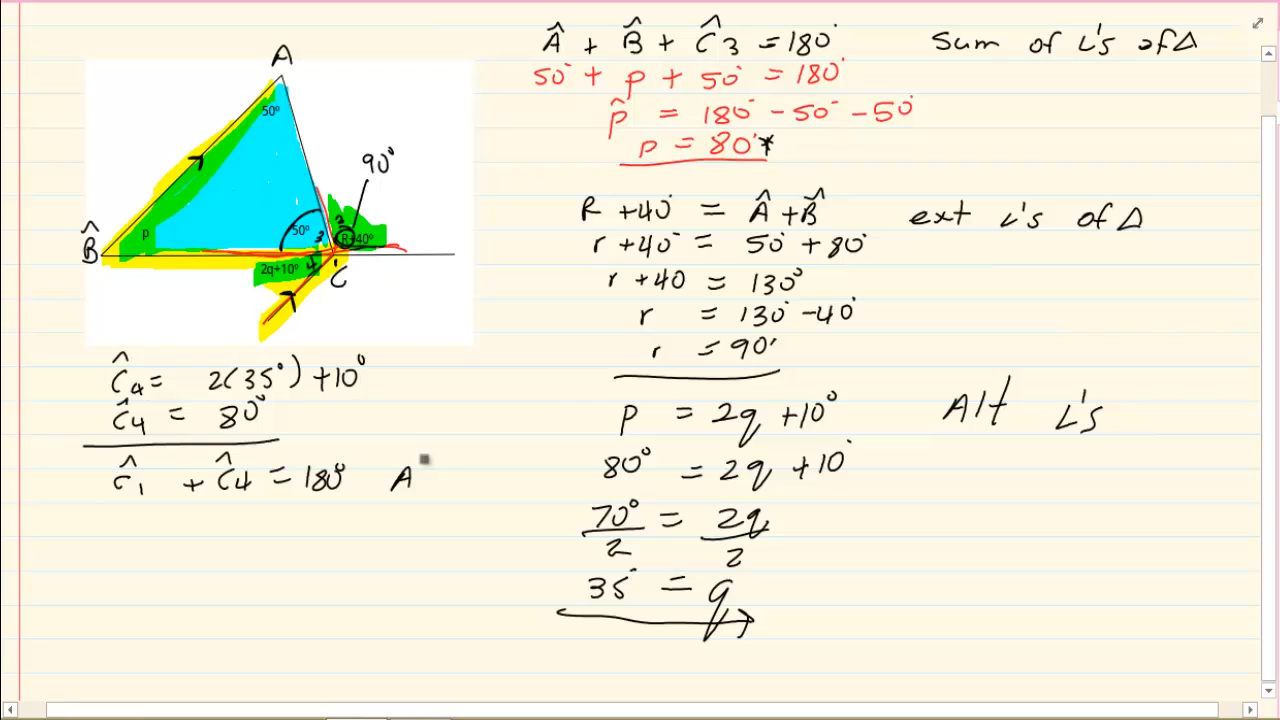 A
50°
90°
B̂
p
50°
3
2
R+40°
2q+10°
4
1
C
Â + B̂ + Ĉ3 = 180° Sum of ∠'s of Δ
50° + p + 50° = 180°
p̂ = 180° - 50° - 50°
p = 80°*
R + 40° = Â + B̂ ext ∠'s of Δ
r + 40° = 50° + 80°
r + 40 = 130°
r = 130° - 40°
r = 90°
p = 2q + 10° Alt ∠'s
80° = 2q + 10°
70°/2 = 2q/2
35° = q
Ĉ4 = 2(35°) + 10°
Ĉ4 = 80°
Ĉ1 + Ĉ4 = 180° A